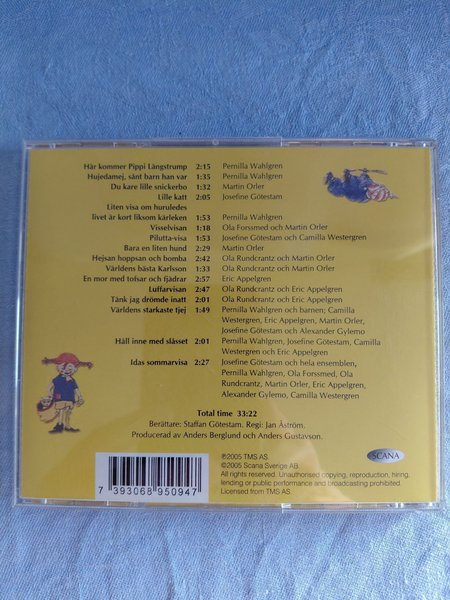 Här kommer Pippi Långstrump 2:15 Pernilla Wahlgren
Hujedamej, sånt barn han var 1:35 Pernilla Wahlgren
Du kare lille snickerbo 1:32 Martin Orler
Lille katt 2:05 Josefine Götestam
Liten visa om huruledes
livet är kort liksom kärleken 1:53 Pernilla Wahlgren
Visselvisan 1:18 Ola Forssmed och Martin Orler
Pilutta-visa 1:53 Josefine Götestam och Camilla Westergren
Bara en liten hund 2:29 Martin Orler
Hejsan hoppsan och bomba 2:42 Ola Rundcrantz och Martin Orler
Världens bästa Karlsson 1:33 Ola Rundcrantz och Martin Orler
En mor med tofsar och fjädrar 2:57 Eric Appelgren
Luffarvisan 2:47 Ola Rundcrantz och Eric Appelgren
Tänk jag drömde inatt 2:01 Ola Rundcrantz och Eric Appelgren
Världens starkaste tjej 1:49 Pernilla Wahlgren och barnen; Camilla
Westergren, Eric Appelgren, Martin Orler,
Josefine Götestam och Alexander Gylemo
Håll inne med slåsset 2:01 Pernilla Wahlgren, Josefine Götestam, Camilla
Westergren och Eric Appelgren
Idas sommarvisa 2:27 Josefine Götestam och hela ensemblen,
Pernilla Wahlgren, Ola Forssmed, Ola
Rundcrantz, Martin Orler, Eric Appelgren,
Alexander Gylemo, Camilla Westergren
Total time 33:22
Berättare: Staffan Götestam. Regi: Jan Åström.
Producerad av Anders Berglund och Anders Gustavson.
℗2005 TMS AS.
©2005 Scana Sverige AB.
All rights reserved. Unauthorised copying, reproduction, hiring,
lending or public performance and broadcasting prohibited.
Licensed from TMS AS.
SCANA
7 393068 950947